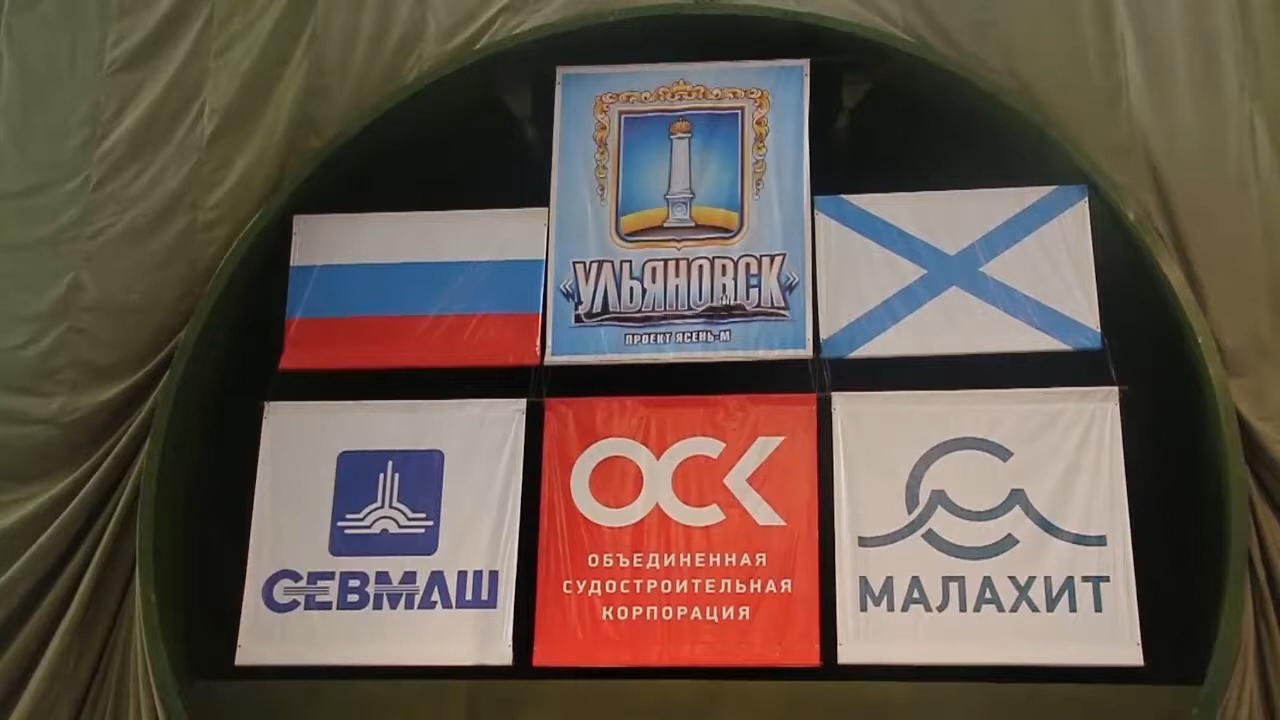 «УЛЬЯНОВСК»
ПРОЕКТ ЯСЕНЬ-М
СЕВМАШ
ОСК
ОБЪЕДИНЕННАЯ
СУДОСТРОИТЕЛЬНАЯ
КОРПОРАЦИЯ
МАЛАХИТ